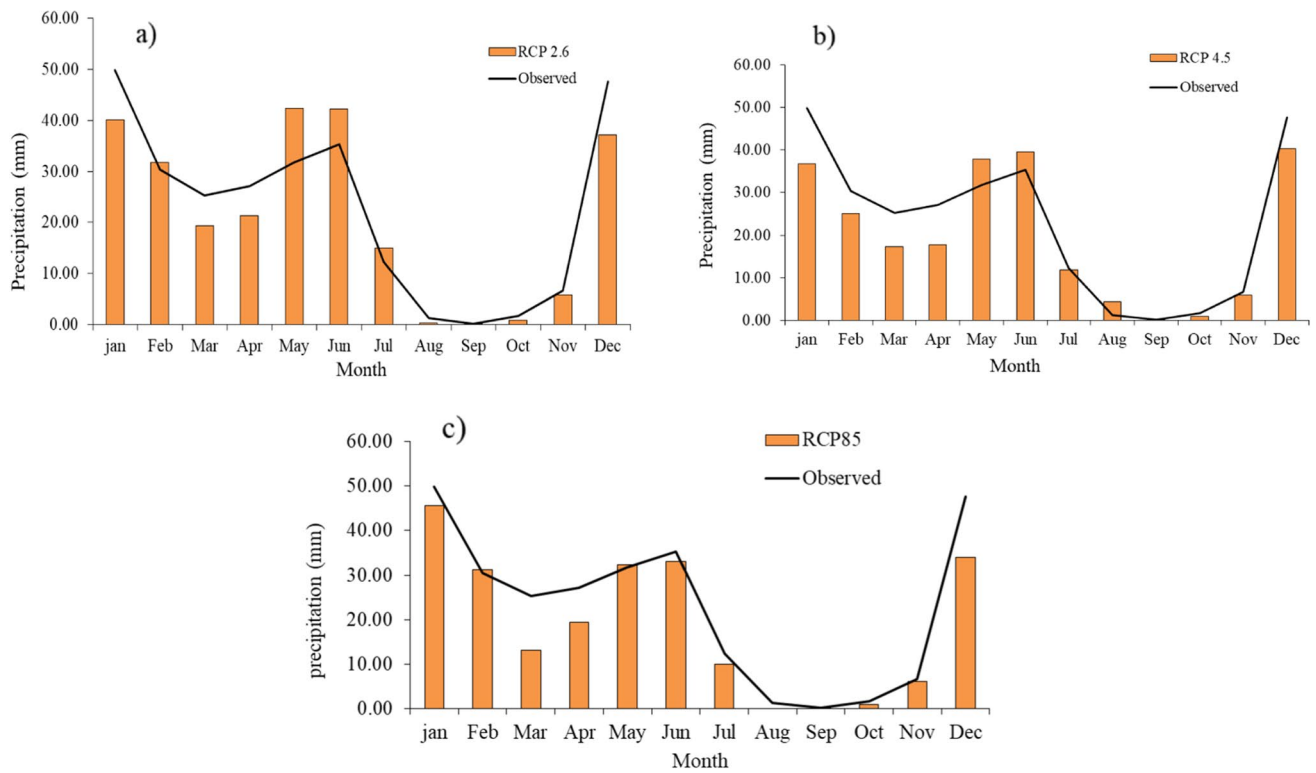 a)
RCP 2.6
Observed
60.00
50.00
40.00
30.00
20.00
10.00
0.00
Precipitation (mm)
jan Feb Mar Apr May Jun Jul Aug Sep Oct Nov Dec
Month
b)
RCP 4.5
Observed
60.00
50.00
40.00
30.00
20.00
10.00
0.00
Precipitation (mm)
jan Feb Mar Apr May Jun Jul Aug Sep Oct Nov Dec
Month
c)
RCP85
Observed
60.00
50.00
40.00
30.00
20.00
10.00
0.00
precipitation (mm)
jan Feb Mar Apr May Jun Jul Aug Sep Oct Nov Dec
Month